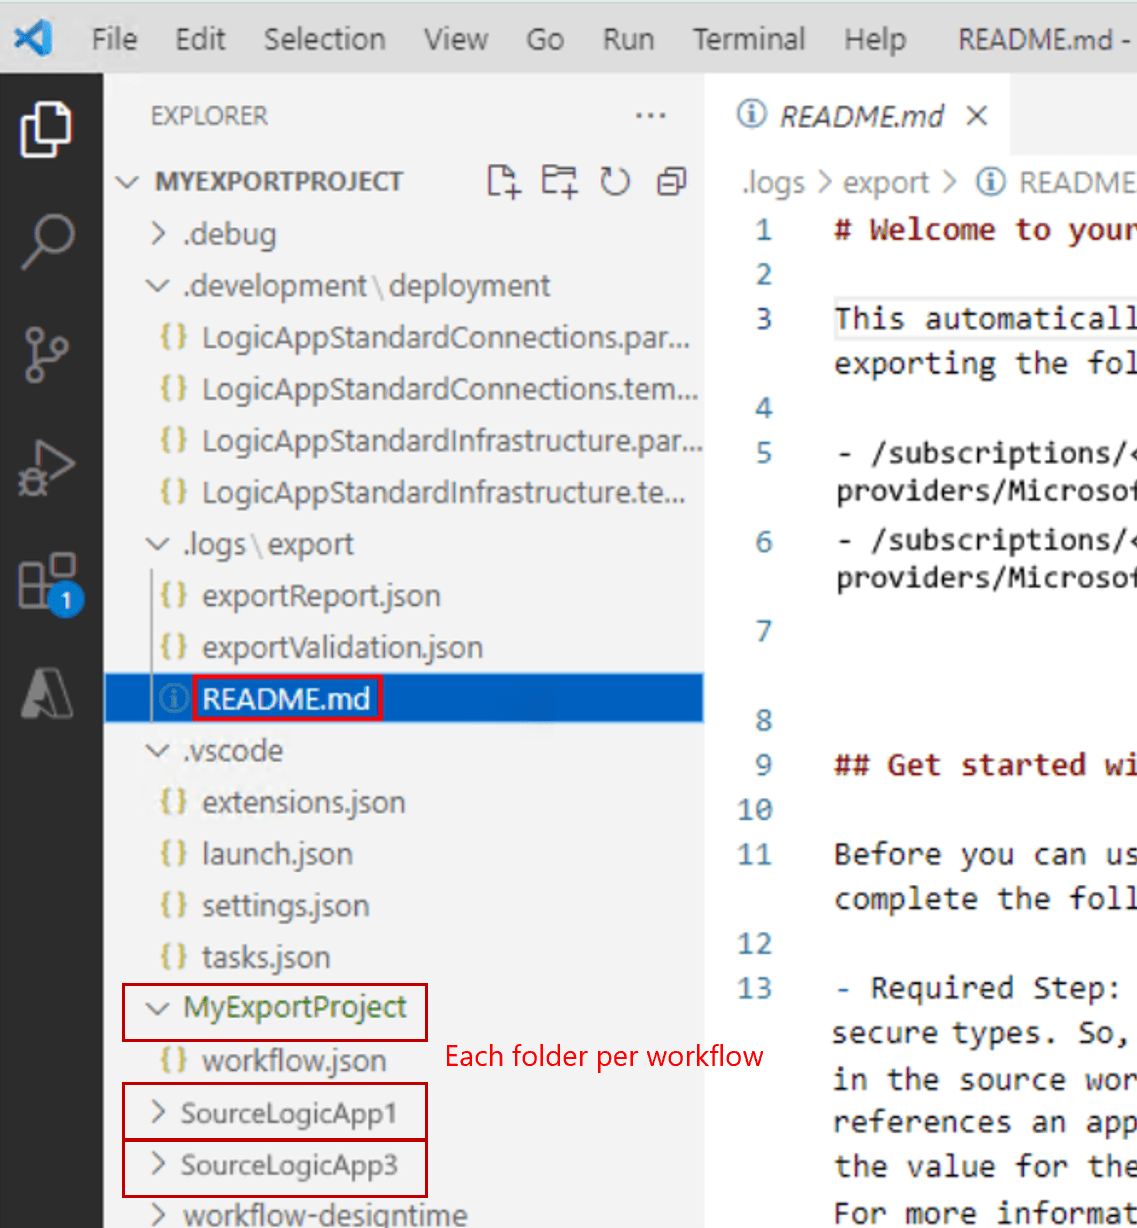 File Edit Selection View Go Run Terminal Help README.md -
EXPLORER ...
MYEXPORTPROJECT
.debug
.development\deployment
{} LogicAppStandardConnections.par...
{} LogicAppStandardConnections.tem...
{} LogicAppStandardInfrastructure.par...
{} LogicAppStandardInfrastructure.te...
.logs\export
{} exportReport.json
{} exportValidation.json
README.md
.vscode
{} extensions.json
{} launch.json
{} settings.json
{} tasks.json
MyExportProject
{} workflow.json
Each folder per workflow
SourceLogicApp1
SourceLogicApp3
workflow-designtime
1
README.md
.logs > export > README
1 # Welcome to your
2
3 This automaticall
exporting the fol
4
5 - /subscriptions/<
providers/Microsof
6 - /subscriptions/<
providers/Microsof
7
8
9 ## Get started wi
10
11 Before you can us
complete the foll
12
13 - Required Step:
secure types. So,
in the source wor
references an app
the value for the
For more informat